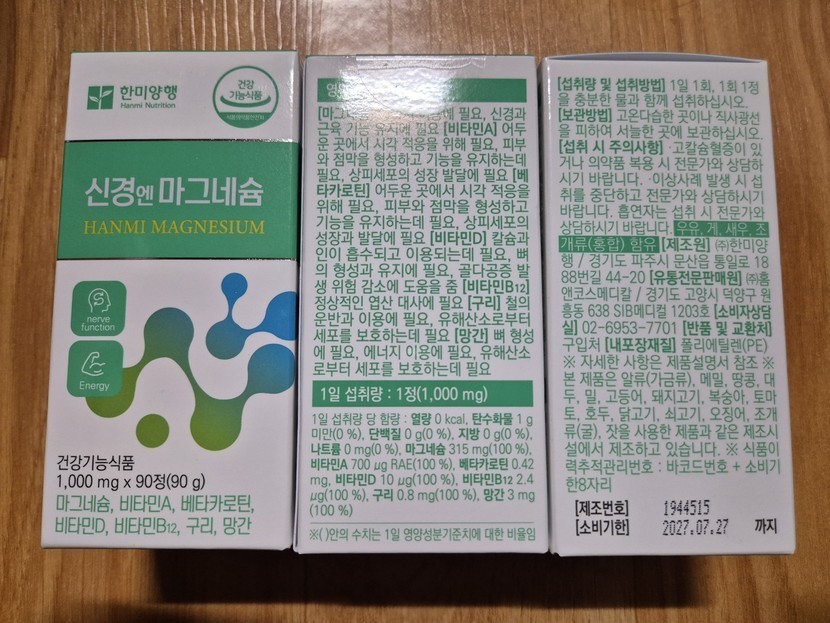 한미양행
Hanmi Nutrition
건강
기능식품
식품의약품안전처
신경엔 마그네슘
HANMI MAGNESIUM
nerve
function
Energy
건강기능식품
1,000 mg x 90정(90 g)
마그네슘, 비타민A, 베타카로틴,
비타민D, 비타민B12, 구리, 망간
[마그네슘 필요, 신경과
근육 기능 유지에 필요 [비타민A] 어두
운 곳에서 시각 적응을 위해 필요, 피부
와 점막을 형성하고 기능을 유지하는데
필요, 상피세포의 성장 발달에 필요 [베
타카로틴] 어두운 곳에서 시각 적응을
위해 필요, 피부와 점막을 형성하고
기능을 유지하는데 필요, 상피세포의
성장과 발달에 필요 [비타민D] 칼슘과
인이 흡수되고 이용되는데 필요, 뼈
의 형성과 유지에 필요, 골다공증 발
생 위험 감소에 도움을 줌 [비타민B12]
정상적인 엽산 대사에 필요 [구리] 철의
운반과 이용에 필요, 유해산소로부터
세포를 보호하는데 필요 [망간] 뼈 형성
에 필요, 에너지 이용에 필요, 유해산소
로부터 세포를 보호하는데 필요
1일 섭취량 : 1정(1,000 mg)
1일 섭취량 당 함량 : 열량 0 kcal, 탄수화물 1 g
미만(0 %), 단백질 0 g(0 %), 지방 0 g(0 %),
나트륨 0 mg(0 %), 마그네슘 315 mg(100 %),
비타민A 700 μg RAE(100 %), 베타카로틴 0.42
mg, 비타민D 10 μg(100 %), 비타민B12 2.4
μg(100 %), 구리 0.8 mg(100 %), 망간 3 mg
(100 %)
※( )안의 수치는 1일 영양성분기준치에 대한 비율임
[섭취량 및 섭취방법] 1일 1회, 1회 1정
을 충분한 물과 함께 섭취하십시오.
[보관방법] 고온다습한 곳이나 직사광선
을 피하여 서늘한 곳에 보관하십시오.
[섭취 시 주의사항] ·고칼슘혈증이 있
거나 의약품 복용 시 전문가와 상담하
시기 바랍니다. ·이상사례 발생 시 섭
취를 중단하고 전문가와 상담하시기
바랍니다. 흡연자는 섭취 시 전문가와
상담하시기 바랍니다. 우유, 게, 새우, 조
개류(홍합) 함유 [제조원] ㈜한미양
행 / 경기도 파주시 문산읍 통일로 18
88번길 44-20 [유통전문판매원] ㈜홈
앤코스메디칼 / 경기도 고양시 덕양구 원
흥동 638 SIB메디컬 1203호 [소비자상담
실] 02-6953-7701 [반품 및 교환처]
구입처 [내포장재질] 폴리에틸렌(PE)
※ 자세한 사항은 제품설명서 참조 ※
본 제품은 알류(가금류), 메밀, 땅콩, 대
두, 밀, 고등어, 돼지고기, 복숭아, 토마
토, 호두, 닭고기, 쇠고기, 오징어, 조개
류(굴), 잣을 사용한 제품과 같은 제조시
설에서 제조하고 있습니다. ※ 식품이
력추적관리번호 : 바코드번호 + 소비기
한8자리
[제조번호] 1944515
[소비기한] 2027.07.27 까지